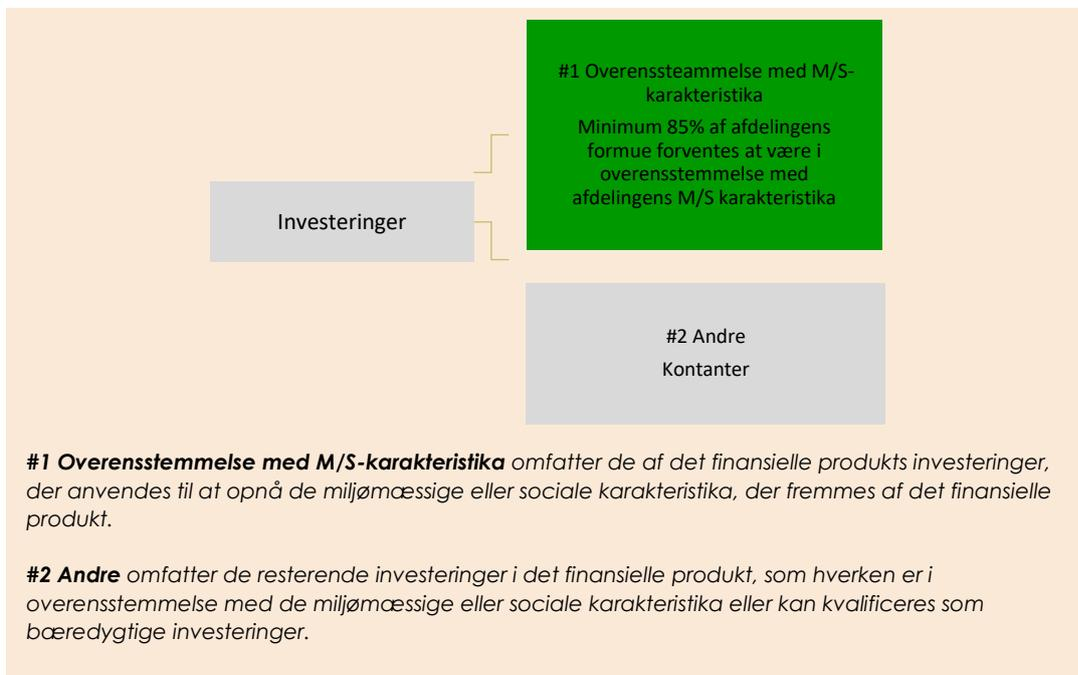 #1 Overenssteammelse med M/S-
karakteristika
Minimum 85% af afdelingens
formue forventes at være i
overensstemmelse med
afdelingens M/S karakteristika
Investeringer
#2 Andre
Kontanter
#1 Overensstemmelse med M/S-karakteristika omfatter de af det finansielle produkts investeringer,
der anvendes til at opnå de miljømæssige eller sociale karakteristika, der fremmes af det finansielle
produkt.
#2 Andre omfatter de resterende investeringer i det finansielle produkt, som hverken er i
overensstemmelse med de miljømæssige eller sociale karakteristika eller kan kvalificeres som
bæredygtige investeringer.